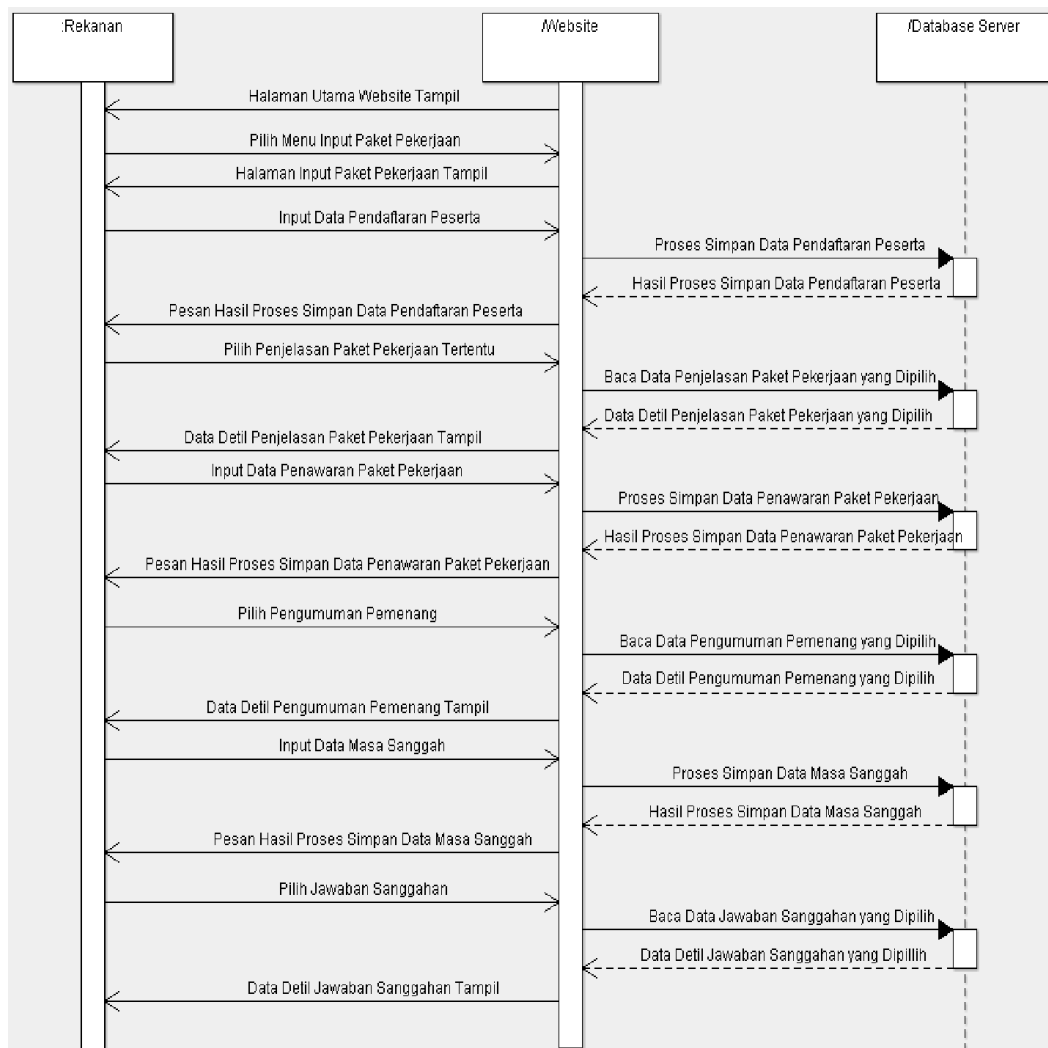 :Rekanan
/Website
/Database Server
Halaman Utama Website Tampil
Pilih Menu Input Paket Pekerjaan
Halaman Input Paket Pekerjaan Tampil
Input Data Pendaftaran Peserta
Proses Simpan Data Pendaftaran Peserta
Hasil Proses Simpan Data Pendaftaran Peserta
Pesan Hasil Proses Simpan Data Pendaftaran Peserta
Pilih Penjelasan Paket Pekerjaan Tertentu
Baca Data Penjelasan Paket Pekerjaan yang Dipilih
Data Detil Penjelasan Paket Pekerjaan yang Dipilih
Data Detil Penjelasan Paket Pekerjaan Tampil
Input Data Penawaran Paket Pekerjaan
Proses Simpan Data Penawaran Paket Pekerjaan
Hasil Proses Simpan Data Penawaran Paket Pekerjaan
Pesan Hasil Proses Simpan Data Penawaran Paket Pekerjaan
Pilih Pengumuman Pemenang
Baca Data Pengumuman Pemenang yang Dipilih
Data Detil Pengumuman Pemenang yang Dipilih
Data Detil Pengumuman Pemenang Tampil
Input Data Masa Sanggah
Proses Simpan Data Masa Sanggah
Hasil Proses Simpan Data Masa Sanggah
Pesan Hasil Proses Simpan Data Masa Sanggah
Pilih Jawaban Sanggahan
Baca Data Jawaban Sanggahan yang Dipilih
Data Detil Jawaban Sanggahan yang Dipillih
Data Detil Jawaban Sanggahan Tampil